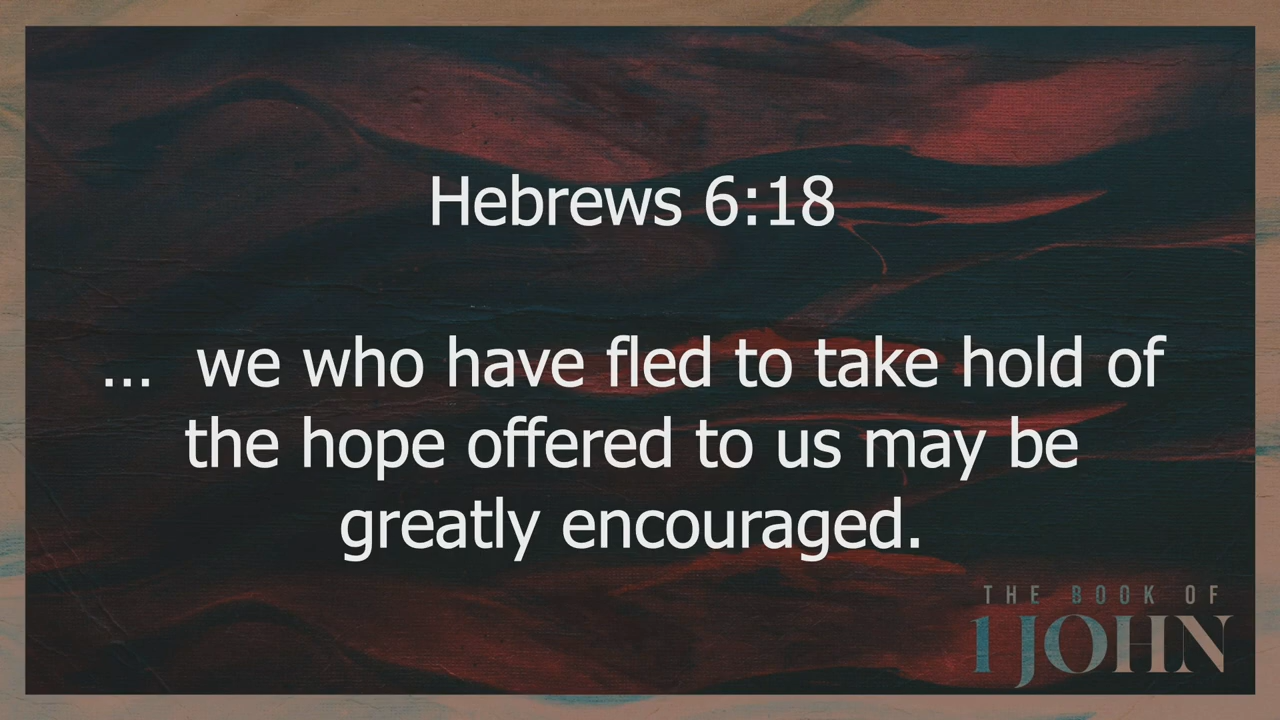 Hebrews 6:18
... we who have fled to take hold of
the hope offered to us may be
greatly encouraged.
THE BOOK OF
1 JOHN